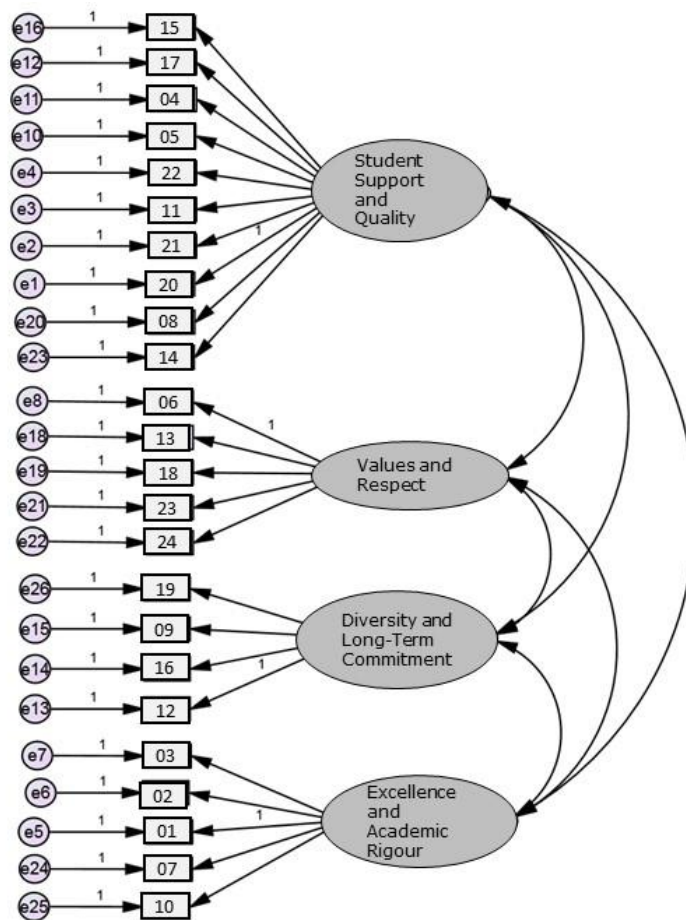 e16 1 15
e12 1 17
e11 1 04
e10 1 05
e4 1 22
e3 1 11
e2 1 21
1
e1 1 20
e20 1 08
e23 1 14
Student
Support
and
Quality
e8 1 06
1
e18 1 13
e19 1 18
e21 1 23
e22 1 24
Values and
Respect
e26 1 19
e15 1 09
e14 1 16
1
e13 1 12
Diversity and
Long-Term
Commitment
e7 1 03
e6 1 02
1
e5 1 01
e24 1 07
e25 1 10
Excellence
and
Academic
Rigour